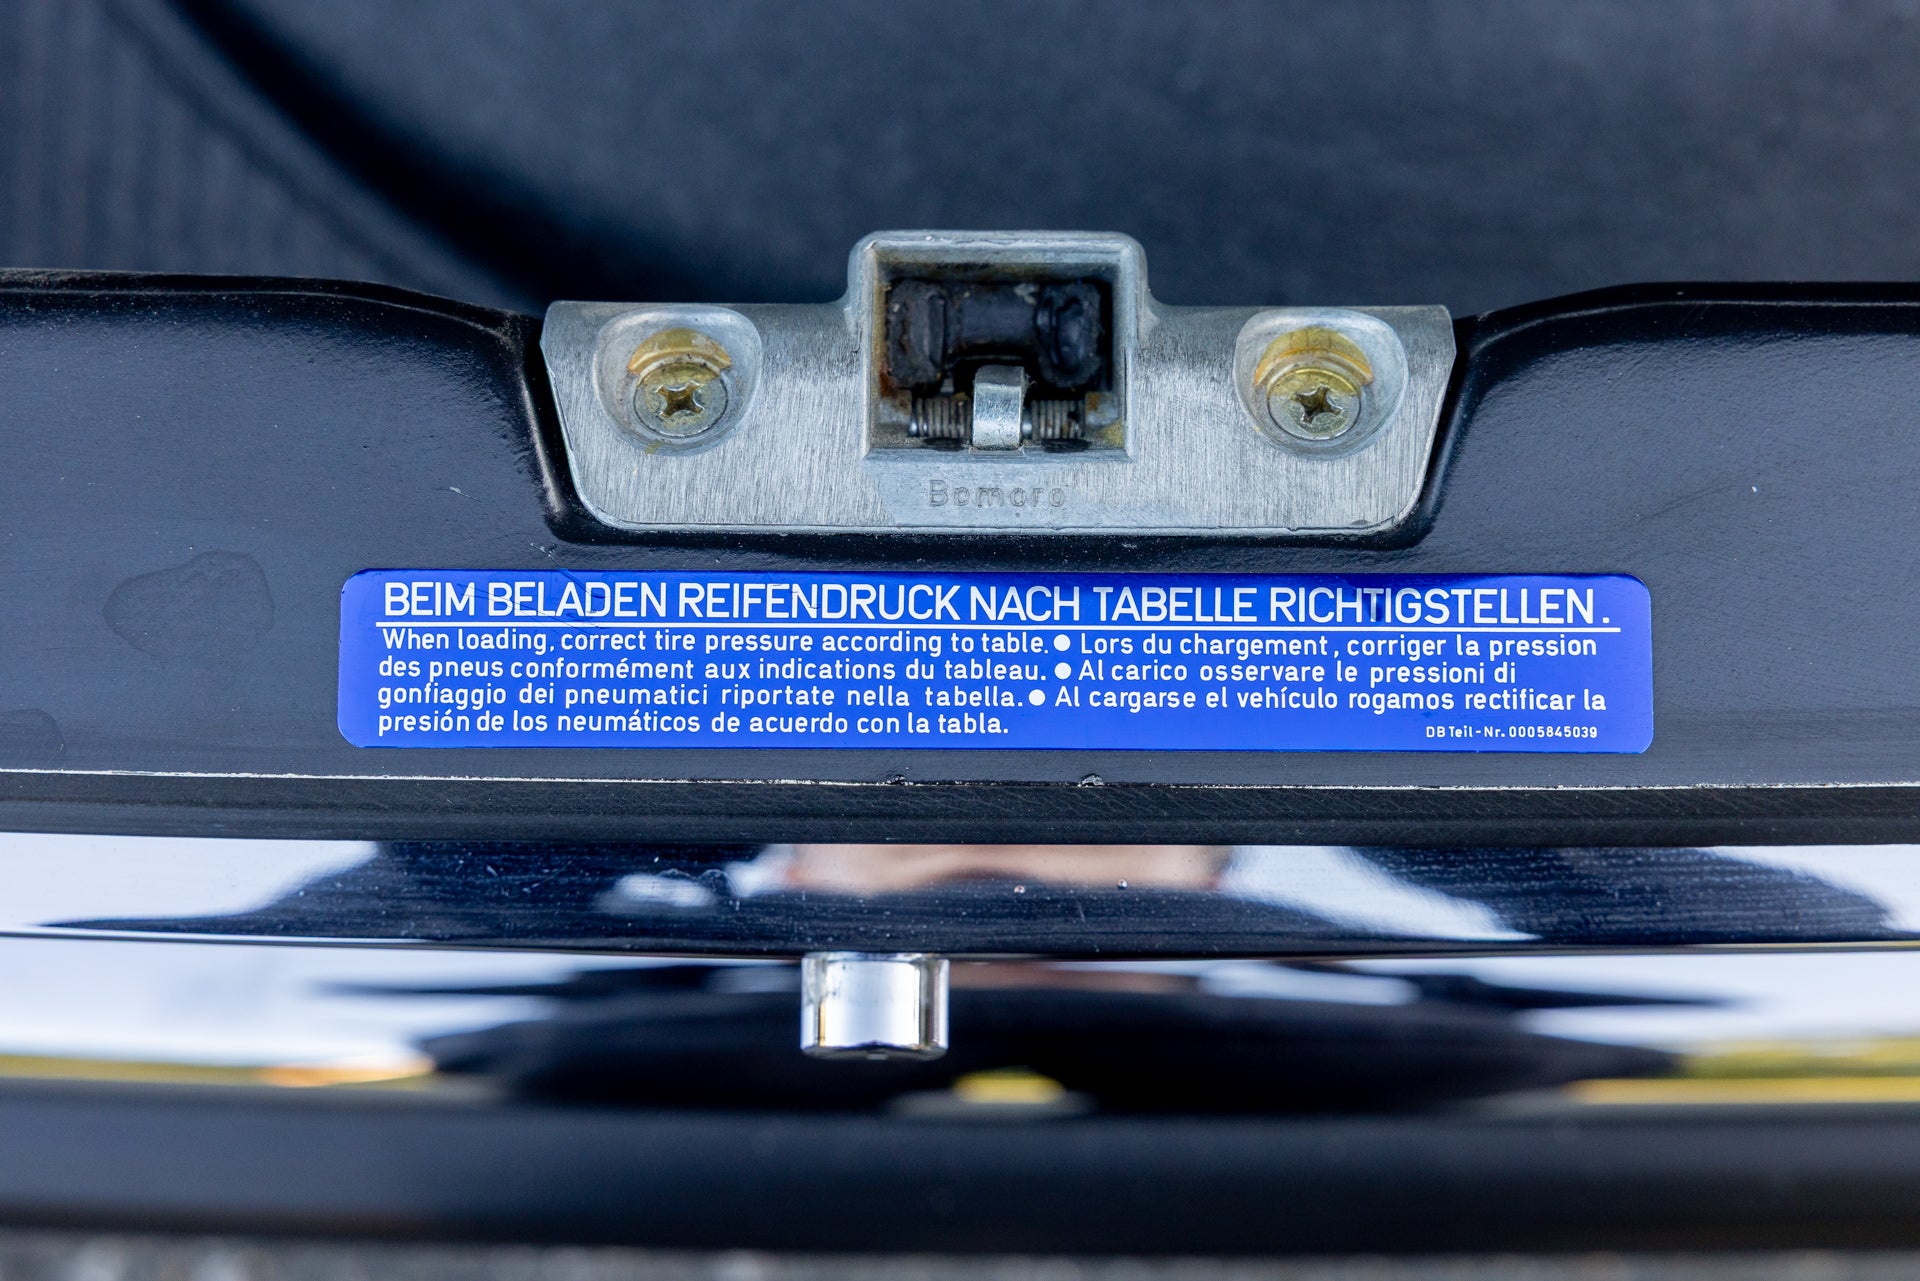 Bomoro
BEIM BELADEN REIFENDRUCK NACH TABELLE RICHTIGSTELLEN.
When loading, correct tire pressure according to table. ● Lors du chargement, corriger la pression
des pneus conformément aux indications du tableau. ● Al carico osservare le pressioni di
gonfiaggio dei pneumatici riportate nella tabella. ● Al cargarse el vehículo rogamos rectificar la
presión de los neumáticos de acuerdo con la tabla.
DB Teil-Nr. 0005845039